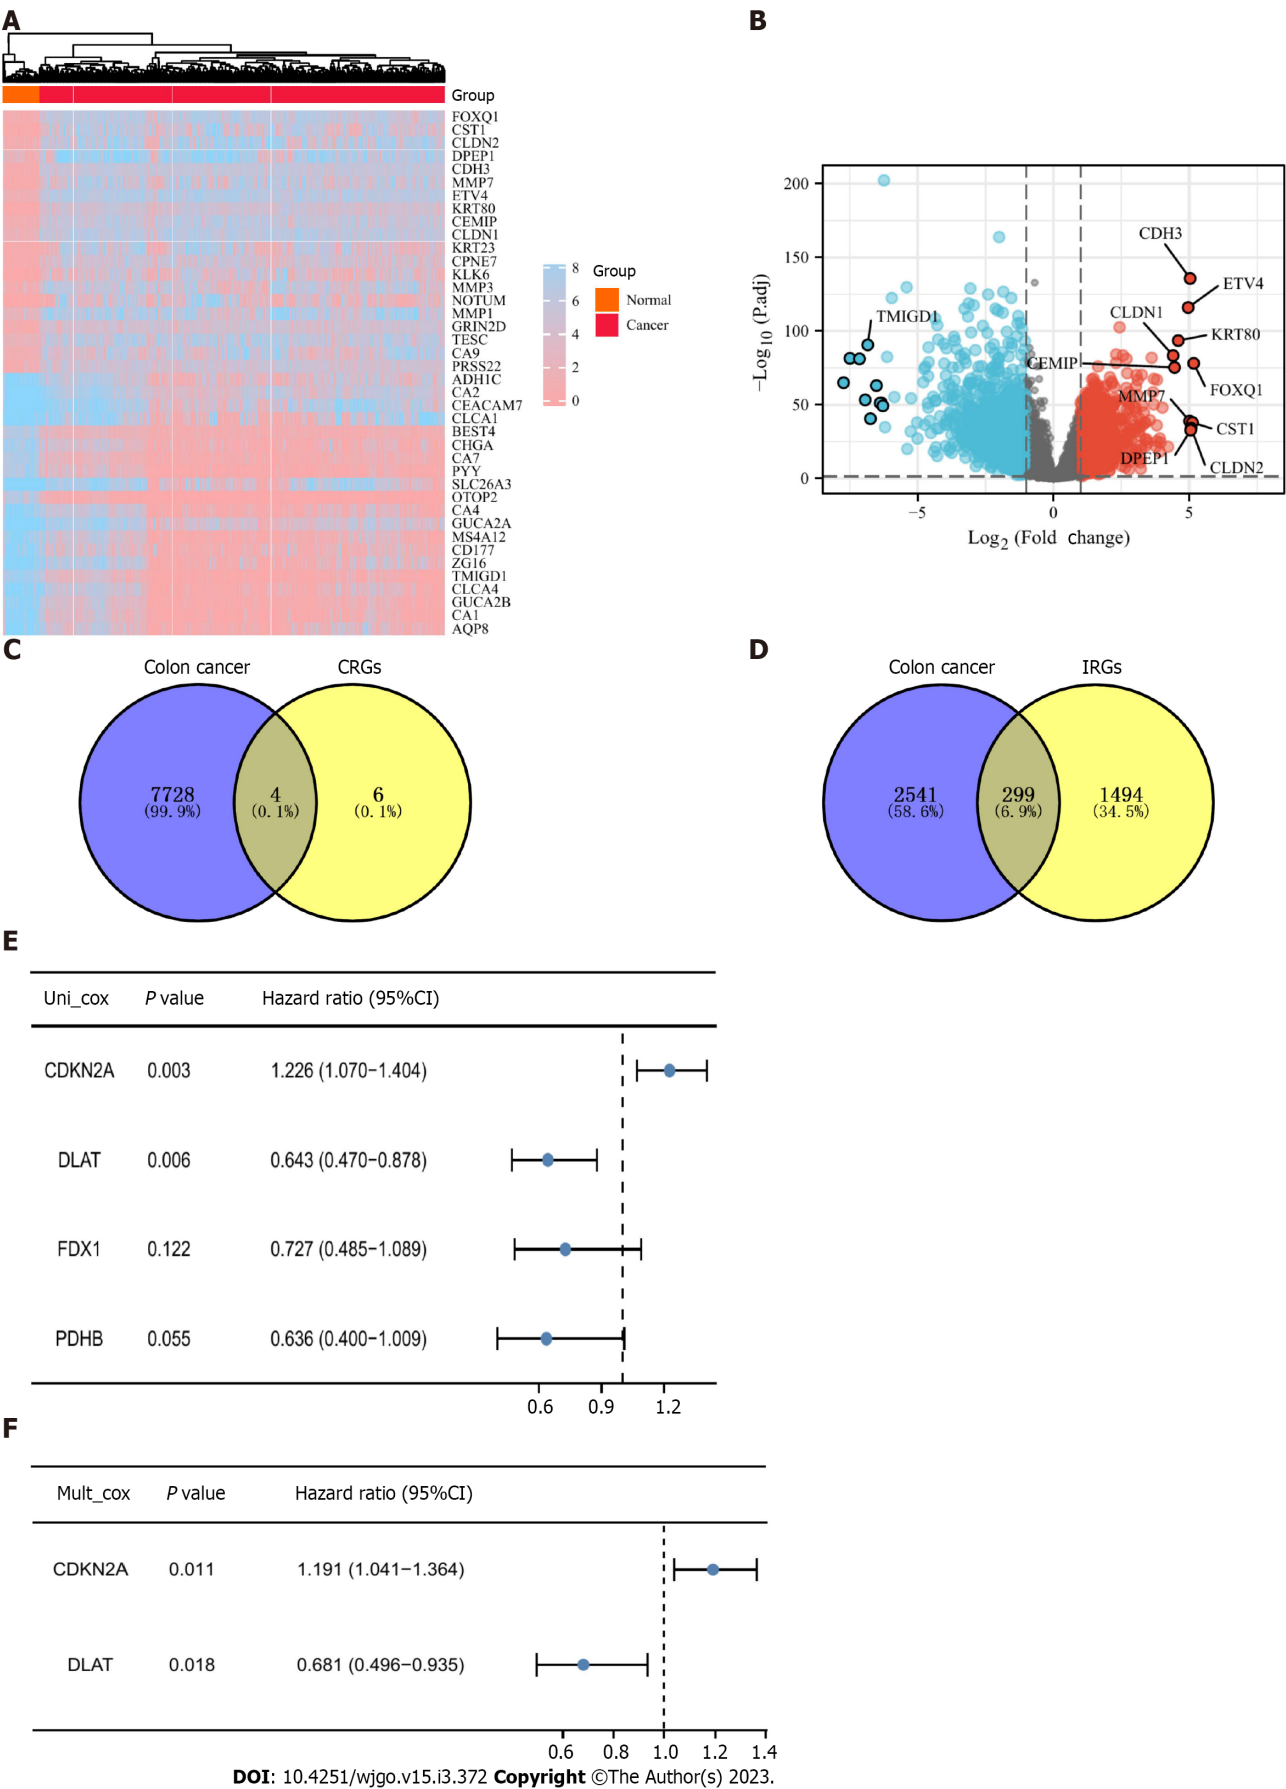 A
Group
FOXQ1
CST1
CLDN2
DPEP1
CDH3
MMP7
ETV4
KRT80
CEMIP
CLDN1
KRT23
CPNE7
KLK6
MMP3
NOTUM
MMP1
GRIN2D
TESC
CA9
PRSS22
ADH1C
CA2
CEACAM7
CLCA1
BEST4
CHGA
CA7
PYY
SLC26A3
OTOP2
CA4
GUCA2A
MS4A12
CD177
ZG16
TMIGD1
CLCA4
GUCA2B
CA1
AQP8
8
6
4
2
0
Group
Normal
Cancer
B
200
150
100
50
0
−Log10 (P.adj)
CDH3
ETV4
CLDN1
TMIGD1
KRT80
CEMIP
FOXQ1
MMP7
CST1
DPEP1
CLDN2
−5 0 5
Log2 (Fold change)
C
Colon cancer CRGs
7728 4 6
(99.9%) (0.1%) (0.1%)
D
Colon cancer IRGs
2541 299 1494
(58.6%) (6.9%) (34.5%)
E
Uni_cox P value Hazard ratio (95%CI)
CDKN2A 0.003 1.226 (1.070−1.404)
DLAT 0.006 0.643 (0.470−0.878)
FDX1 0.122 0.727 (0.485−1.089)
PDHB 0.055 0.636 (0.400−1.009)
0.6 0.9 1.2
F
Mult_cox P value Hazard ratio (95%CI)
CDKN2A 0.011 1.191 (1.041−1.364)
DLAT 0.018 0.681 (0.496−0.935)
0.6 0.8 1.0 1.2 1.4
DOI: 10.4251/wjgo.v15.i3.372 Copyright ©The Author(s) 2023.